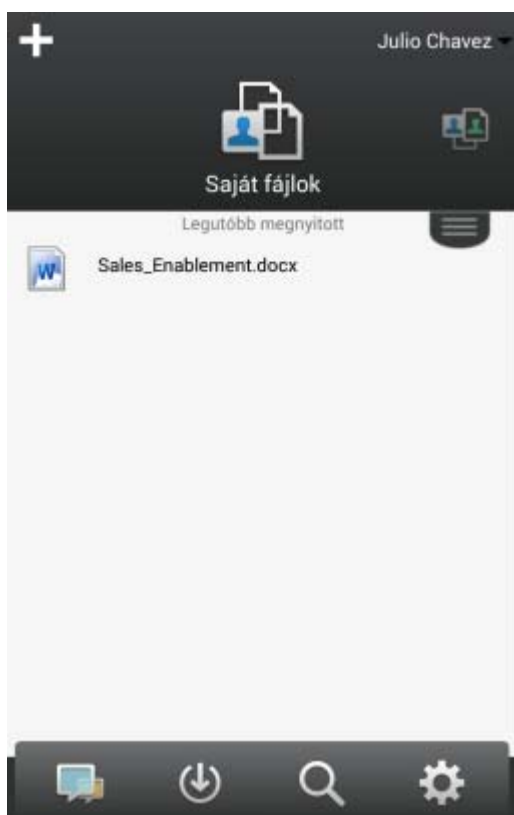 Julio Chavez
Saját fájlok
Legutóbb megnyitott
Sales_Enablement.docx